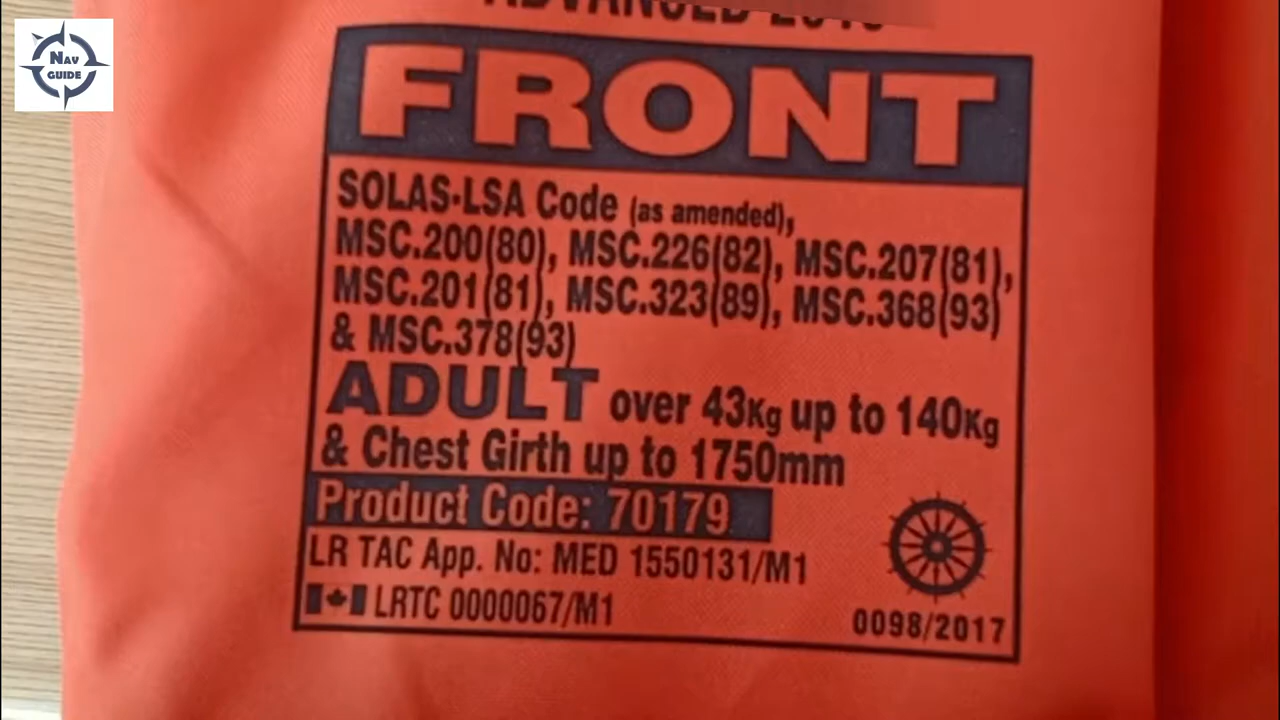 NAV
GUIDE
ADVANCED
FRONT
SOLAS-LSA Code (as amended),
MSC.200(80), MSC.226(82), MSC.207(81),
MSC.201(81), MSC.323(89), MSC.368(93)
& MSC.378(93)
ADULT over 43Kg up to 140Kg
& Chest Girth up to 1750mm
Product Code: 70179
LR TAC App. No: MED 1550131/M1
LRTC 0000067/M1
0098/2017